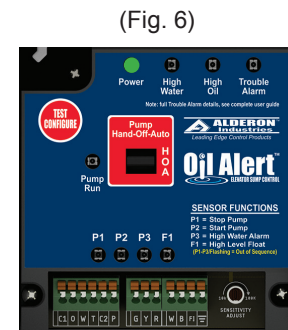 (Fig. 6)
Power High Water High Oil Trouble Alarm
Note: full Trouble Alarm details, see complete user guide
TEST CONFIGURE
Pump
Hand-Off-Auto
H
O
A
ALDERON
Industries
Leading Edge Control Products
Oil Alert
ELEVATOR SUMP CONTROL
Pump Run
SENSOR FUNCTIONS
P1 = Stop Pump
P2 = Start Pump
P3 = High Water Alarm
F1 = High Level Float
(P1-P3/Flashing = Out of Sequence)
P1 P2 P3 F1
C1 O W T C2 P G Y R W B F1
SENSITIVITY
ADJUST